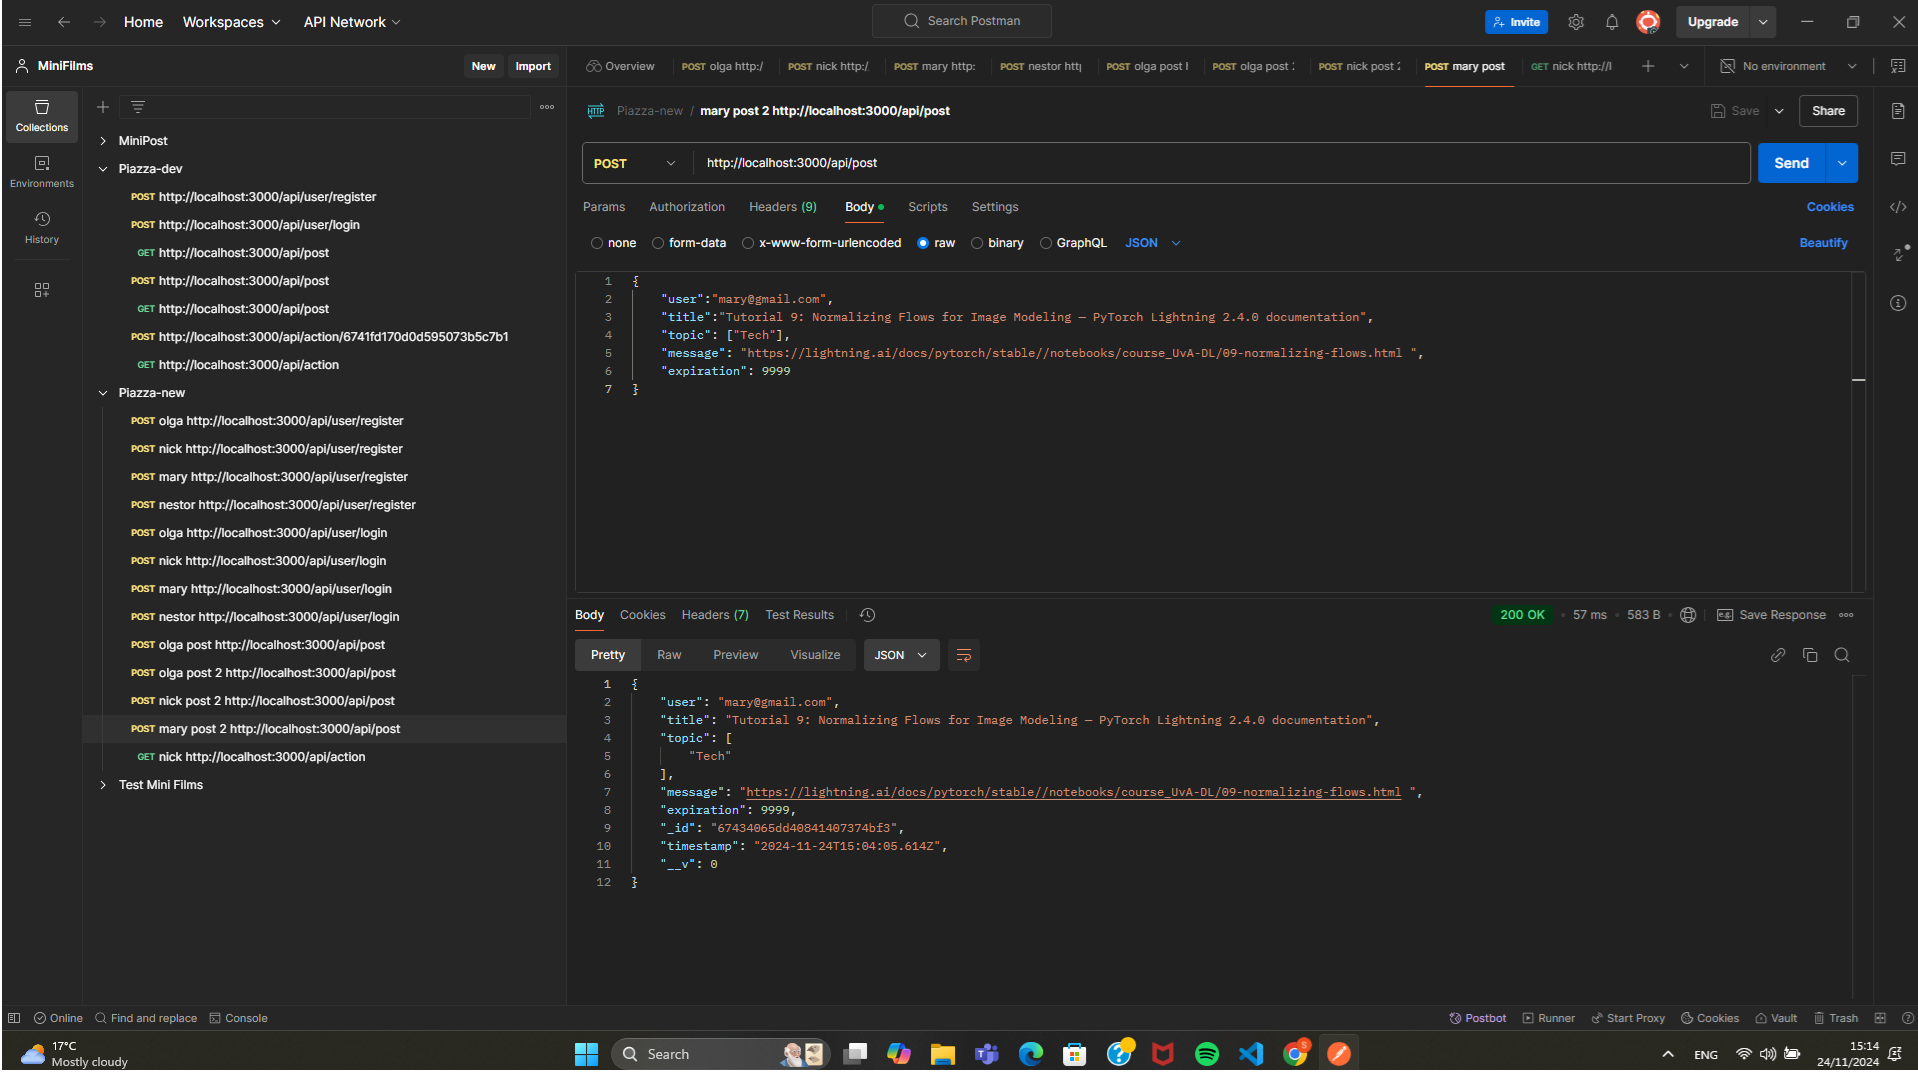 Home
Workspaces
API Network
Search Postman
Invite
Upgrade
MiniFilms
New
Import
Overview
POST olga http:/
POST nick http:/
POST mary http:
POST nestor htt
POST olga post
POST olga post
POST nick post
POST mary post
GET nick http://
No environment
Collections
Environments
History
MiniPost
Piazza-dev
POST http://localhost:3000/api/user/register
POST http://localhost:3000/api/user/login
GET http://localhost:3000/api/post
POST http://localhost:3000/api/post
GET http://localhost:3000/api/post
POST http://localhost:3000/api/action/6741fd170d0d595073b5c7b1
GET http://localhost:3000/api/action
Piazza-new
POST olga http://localhost:3000/api/user/register
POST nick http://localhost:3000/api/user/register
POST mary http://localhost:3000/api/user/register
POST nestor http://localhost:3000/api/user/register
POST olga http://localhost:3000/api/user/login
POST nick http://localhost:3000/api/user/login
POST mary http://localhost:3000/api/user/login
POST nestor http://localhost:3000/api/user/login
POST olga post http://localhost:3000/api/post
POST olga post 2 http://localhost:3000/api/post
POST nick post 2 http://localhost:3000/api/post
POST mary post 2 http://localhost:3000/api/post
GET nick http://localhost:3000/api/action
Test Mini Films
HTTP Piazza-new / mary post 2 http://localhost:3000/api/post
Save
Share
POST http://localhost:3000/api/post
Send
Params Authorization Headers (9) Body Scripts Settings
Cookies
none form-data x-www-form-urlencoded raw binary GraphQL JSON
Beautify
1 {
2 "user":"mary@gmail.com",
3 "title":"Tutorial 9: Normalizing Flows for Image Modeling — PyTorch Lightning 2.4.0 documentation",
4 "topic": ["Tech"],
5 "message": "https://lightning.ai/docs/pytorch/stable//notebooks/course_UvA-DL/09-normalizing-flows.html ",
6 "expiration": 9999
7 }
Body Cookies Headers (7) Test Results
200 OK • 57 ms • 583 B
Save Response
Pretty Raw Preview Visualize JSON
1 {
2 "user": "mary@gmail.com",
3 "title": "Tutorial 9: Normalizing Flows for Image Modeling — PyTorch Lightning 2.4.0 documentation",
4 "topic": [
5 "Tech"
6 ],
7 "message": "https://lightning.ai/docs/pytorch/stable//notebooks/course_UvA-DL/09-normalizing-flows.html ",
8 "expiration": 9999,
9 "_id": "67434065dd40841407374bf3",
10 "timestamp": "2024-11-24T15:04:05.614Z",
11 "__v": 0
12 }
Online Find and replace Console
Postbot Runner Start Proxy Cookies Vault Trash
17°C
Mostly cloudy
Search
ENG
15:14
24/11/2024